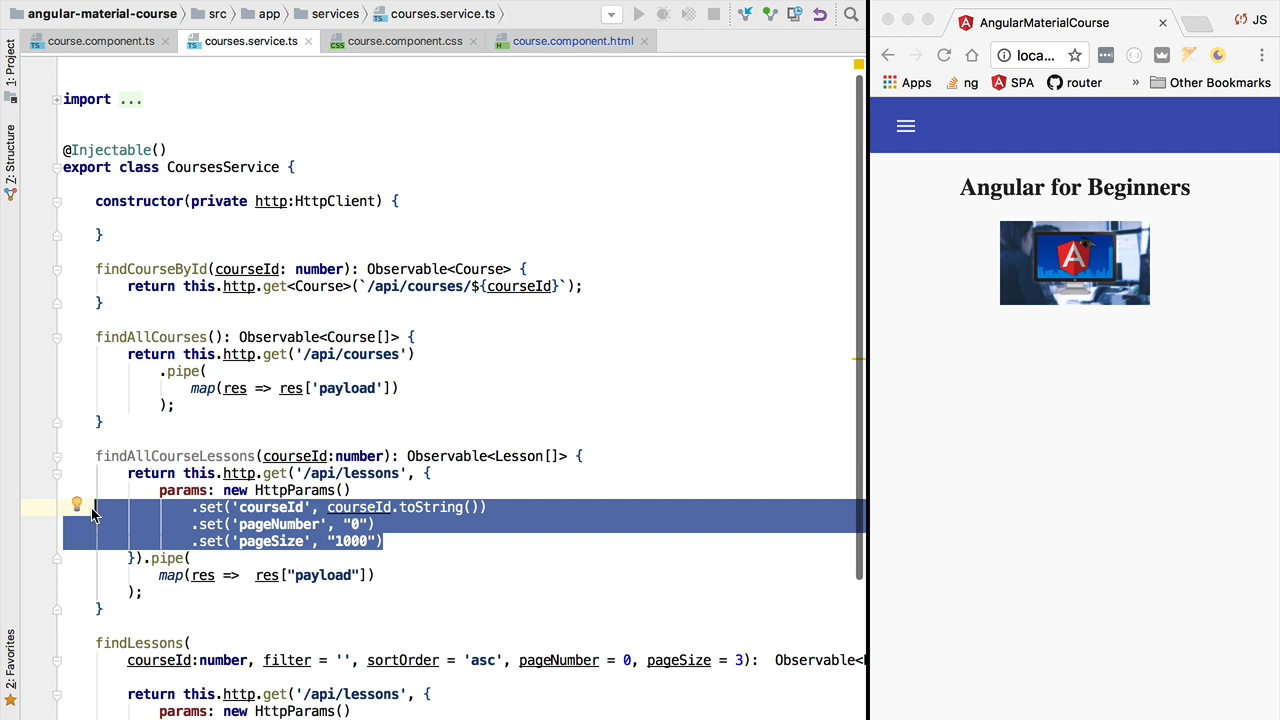 angular-material-course
src
app
services
courses.service.ts
course.component.ts
courses.service.ts
course.component.css
course.component.html
1: Project
Z: Structure
2: Favorites
import ...
@Injectable()
export class CoursesService {
constructor(private http:HttpClient) {
}
findCourseById(courseId: number): Observable<Course> {
return this.http.get<Course>(`/api/courses/${courseId}`);
}
findAllCourses(): Observable<Course[]> {
return this.http.get('/api/courses')
.pipe(
map(res => res['payload'])
);
}
findAllCourseLessons(courseId:number): Observable<Lesson[]> {
return this.http.get('/api/lessons', {
params: new HttpParams()
.set('courseId', courseId.toString())
.set('pageNumber', "0")
.set('pageSize', "1000")
}).pipe(
map(res =>  res["payload"])
);
}
findLessons(
courseId:number, filter = '', sortOrder = 'asc', pageNumber = 0, pageSize = 3):  Observable<
return this.http.get('/api/lessons', {
params: new HttpParams()
AngularMaterialCourse
JS
loca...
Apps
ng
SPA
router
»
Other Bookmarks
Angular for Beginners